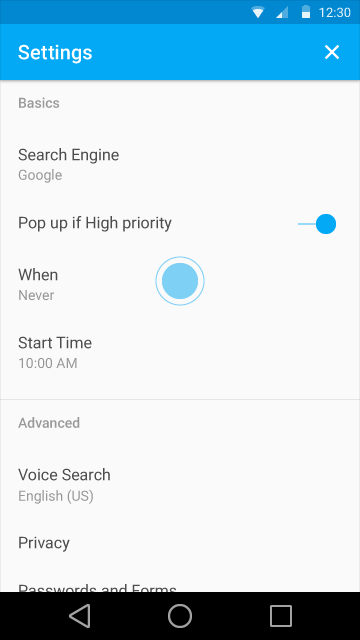 12:30
Settings
Basics
Search Engine
Google
Pop up if High priority
When
Never
Start Time
10:00 AM
Advanced
Voice Search
English (US)
Privacy
Passwords and Forms